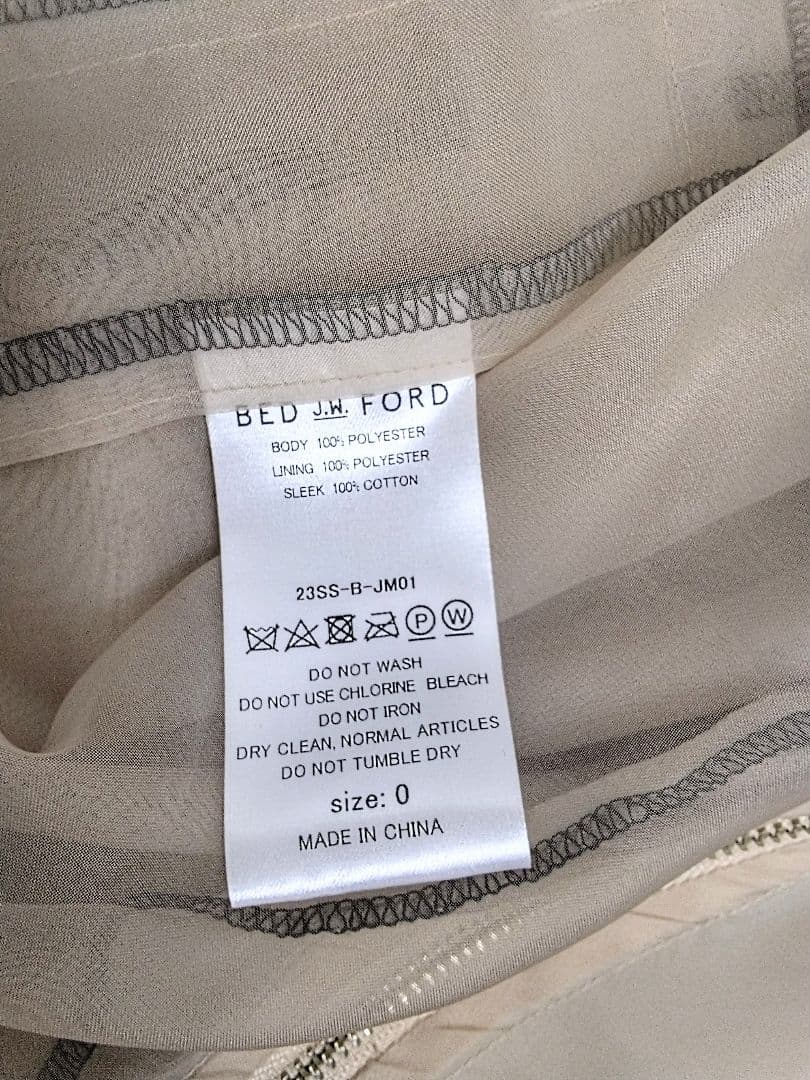 BED J.W. FORD
BODY 100% POLYESTER
LINING 100% POLYESTER
SLEEK 100% COTTON
23SS-B-JM01
P W
DO NOT WASH
DO NOT USE CHLORINE BLEACH
DO NOT IRON
DRY CLEAN, NORMAL ARTICLES
DO NOT TUMBLE DRY
size: 0
MADE IN CHINA